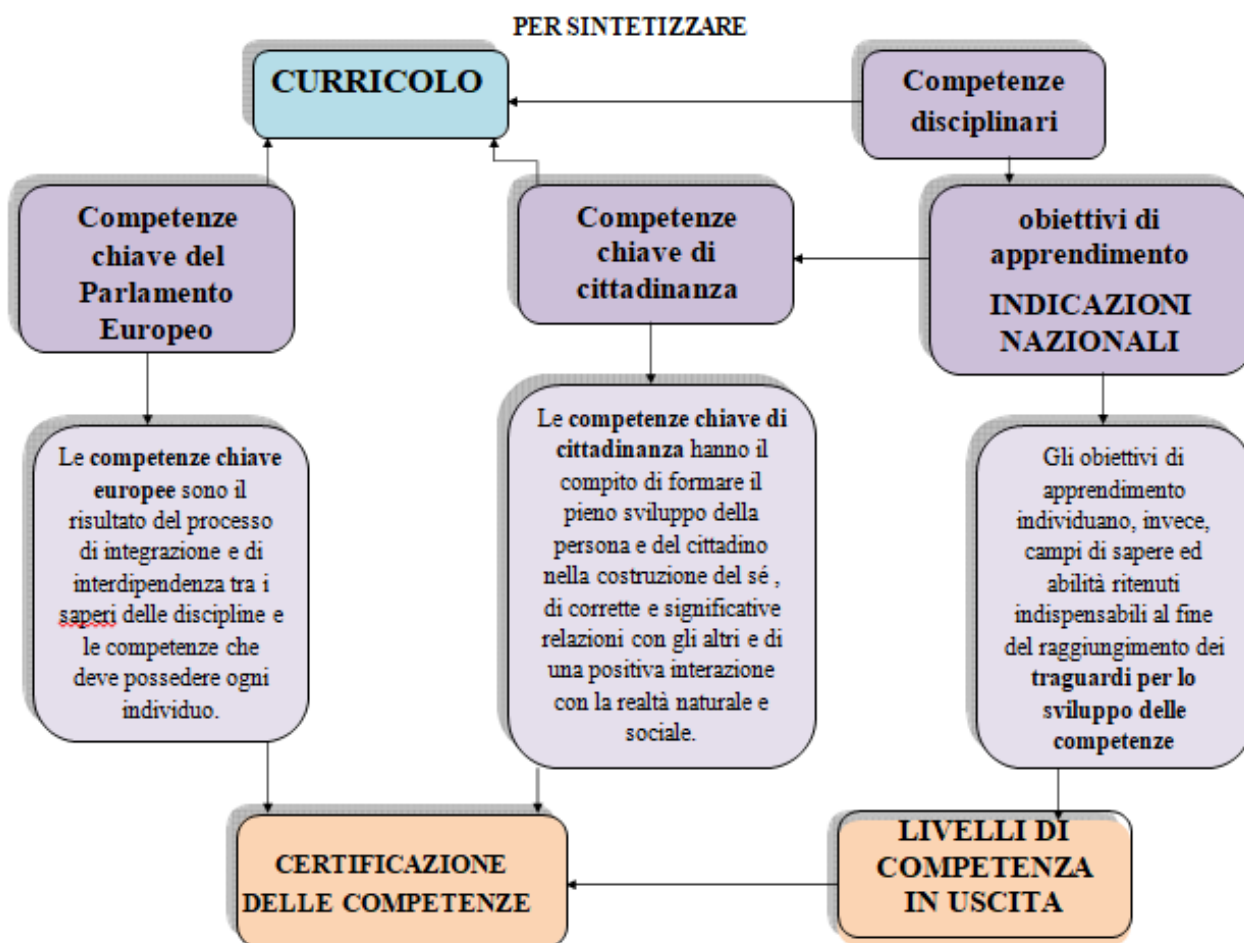 PER SINTETIZZARE
CURRICOLO
Competenze
disciplinari
Competenze
chiave del
Parlamento
Europeo
Competenze
chiave di
cittadinanza
obiettivi di
apprendimento
INDICAZIONI
NAZIONALI
Le competenze chiave
europee sono il
risultato del processo
di integrazione e di
interdipendenza tra i
saperi delle discipline e
le competenze che
deve possedere ogni
individuo.
Le competenze chiave di
cittadinanza hanno il
compito di formare il
pieno sviluppo della
persona e del cittadino
nella costruzione del sé ,
di corrette e significative
relazioni con gli altri e di
una positiva interazione
con la realtà naturale e
sociale.
Gli obiettivi di
apprendimento
individuano, invece,
campi di sapere ed
abilità ritenuti
indispensabili al fine
del raggiungimento dei
traguardi per lo
sviluppo delle
competenze
CERTIFICAZIONE
DELLE COMPETENZE
LIVELLI DI
COMPETENZA
IN USCITA